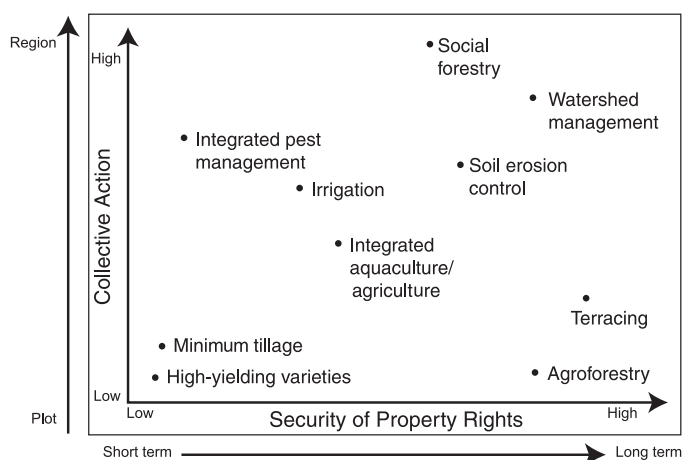 Region
High
Social
forestry
Watershed
management
Integrated pest
management
Soil erosion
control
Irrigation
Collective Action
Integrated
aquaculture/
agriculture
Terracing
Minimum tillage
High-yielding varieties
Agroforestry
Low
Plot
Low
Security of Property Rights
High
Short term
Long term